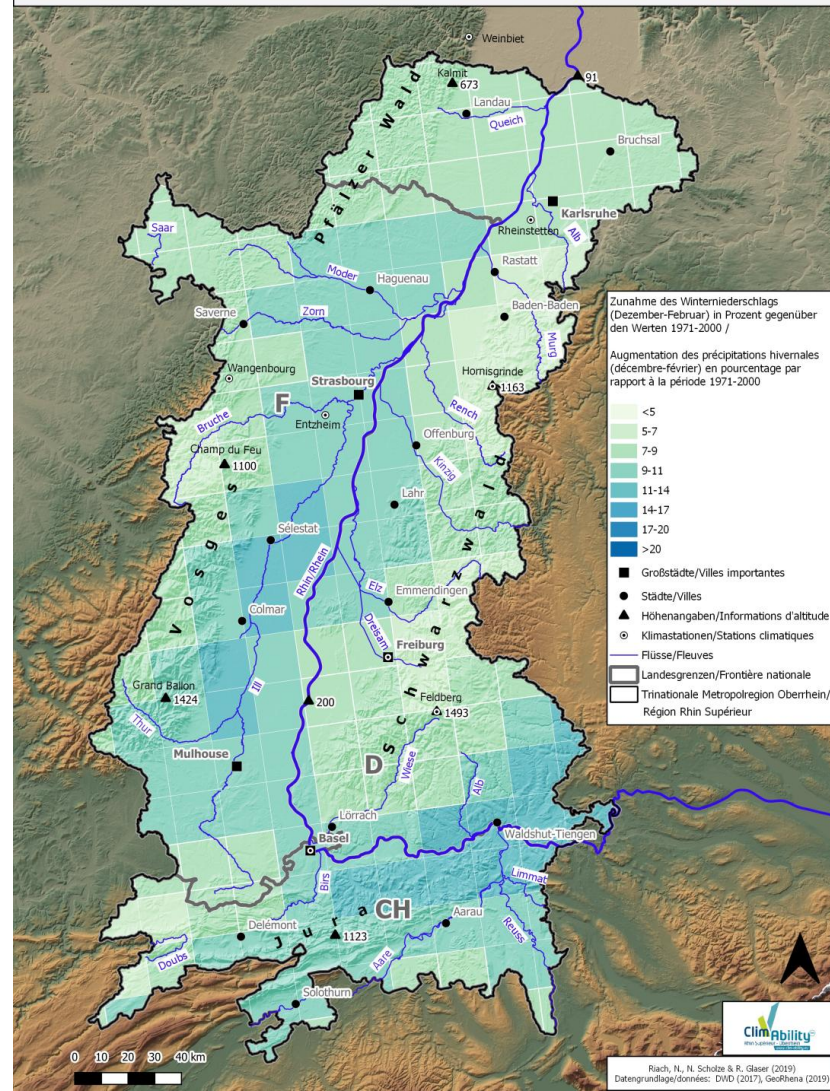 Weinbiet
Kalmit
673
91
Landau
Queich
Bruchsal
Pfälzer Wald
Karlsruhe
Saar
Rheinstetten
Alb
Moder
Rastatt
Haguenau
Zunahme des Winterniederschlags
(Dezember-Februar) in Prozent gegenüber
den Werten 1971-2000 /
Saverne
Zorn
Baden-Baden
Murg
Augmentation des précipitations hivernales
(décembre-février) en pourcentage par
rapport à la période 1971-2000
Wangenbourg
Hornisgrinde
1163
Strasbourg
F
Bruche
Entzheim
Rench
<5
5-7
7-9
9-11
11-14
14-17
17-20
>20
Offenburg
Kinzig
Champ du Feu
1100
Lahr
Schwarzwald
Vosges
Sélestat
Rhin/Rhein
Großstädte/Villes importantes
Elz
Emmendingen
Städte/Villes
Colmar
Höhenangaben/Informations d'altitude
Dreisam
Klimastationen/Stations climatiques
Freiburg
Flüsse/Fleuves
Landesgrenzen/Frontière nationale
Grand Ballon
1424
Ill
200
Feldberg
1493
Trinationale Metropolregion Oberrhein/
Région Rhin Supérieur
Thur
Mulhouse
D
Wiese
Alb
Lörrach
Basel
Waldshut-Tiengen
Birs
Limmat
CH
Jura
Delémont
1123
Aarau
Reuss
Doubs
Aare
Solothurn
ClimAbility
Rhin Supérieur - Oberrhein
0 10 20 30 40 km
Riach, N., N. Scholze & R. Glaser (2019)
Datengrundlage/données: DWD (2017), GeoRhena (2019)